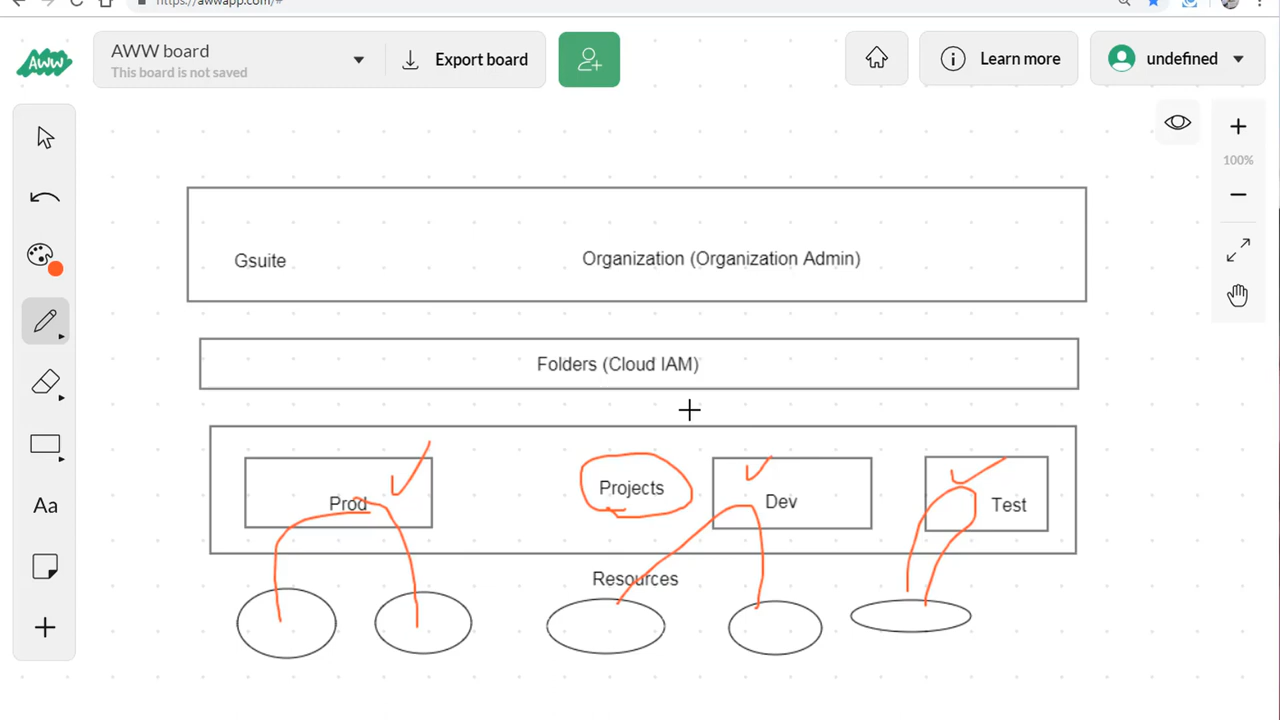 https://awwapp.com/#
AWW
AWW board
This board is not saved
Export board
Learn more
undefined
100%
Gsuite
Organization (Organization Admin)
Folders (Cloud IAM)
Prod
Projects
Dev
Test
Resources
Aa